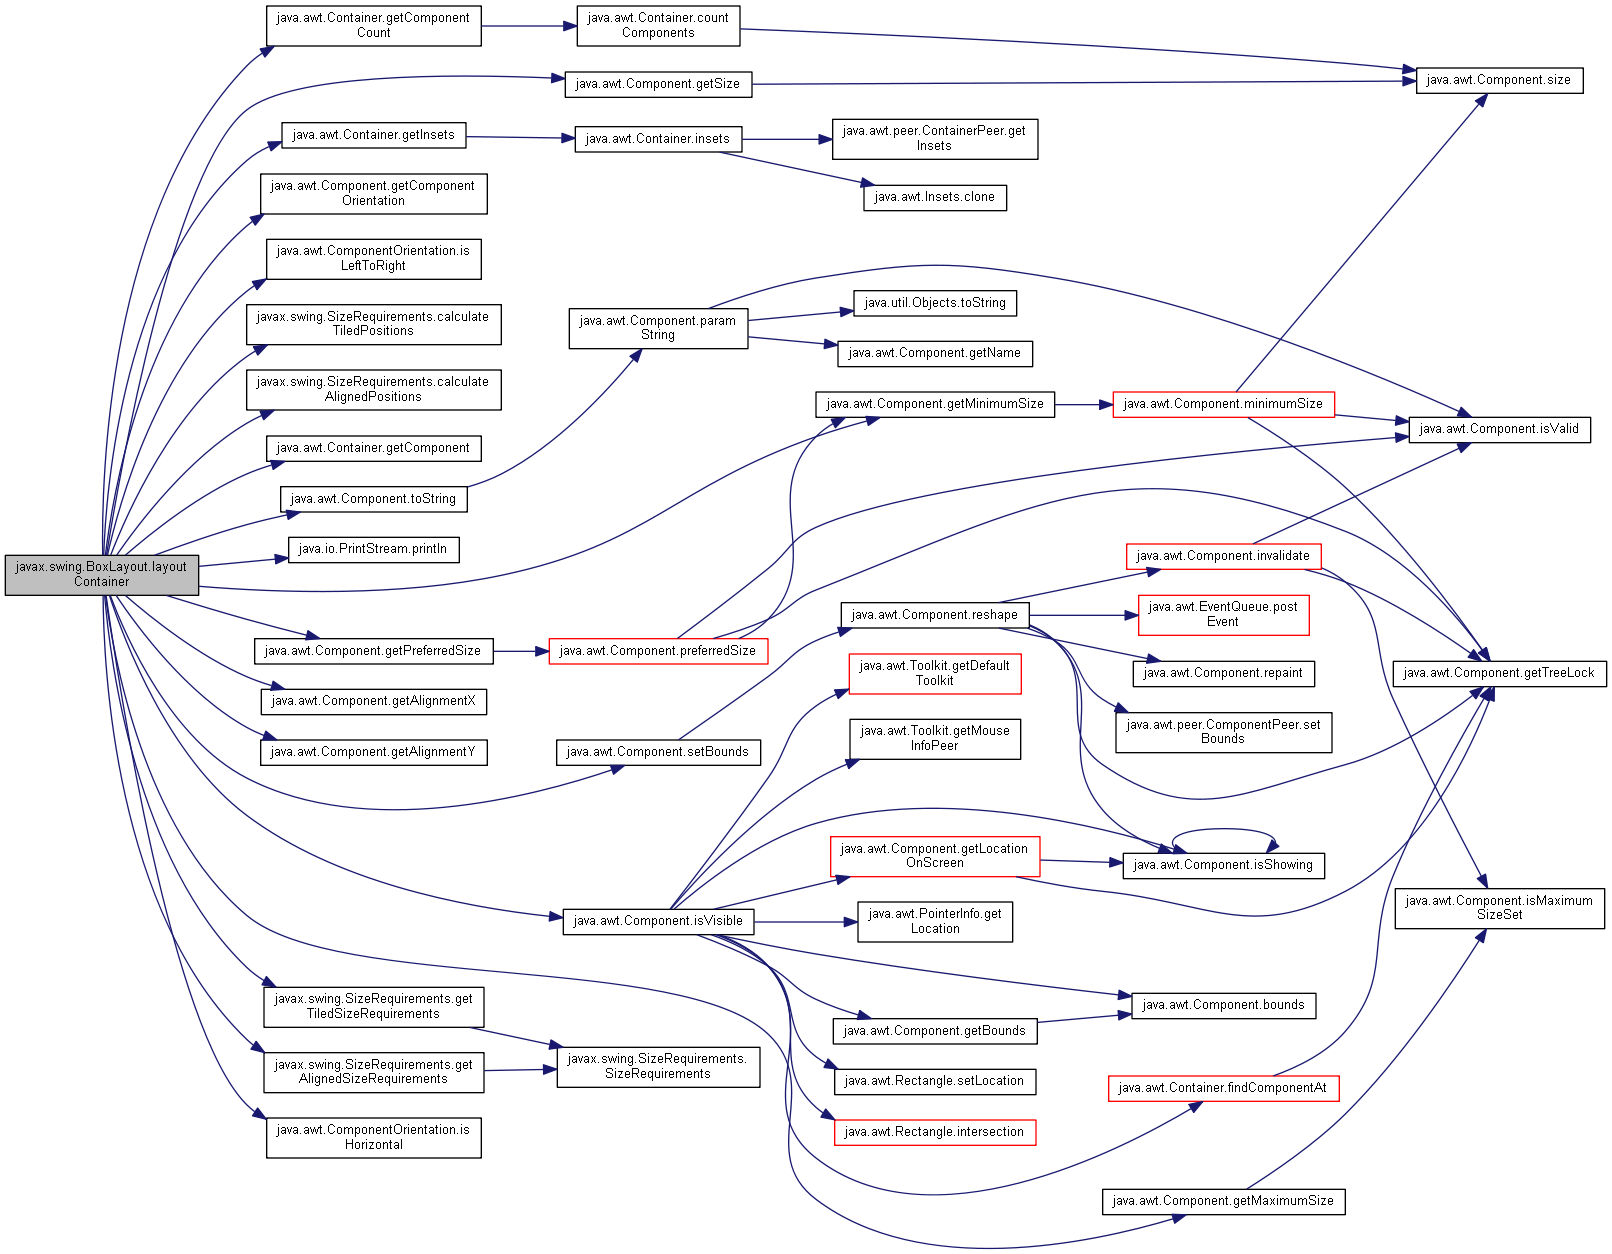 javax.swing.BoxLayout.layout
Container
java.awt.Container.getComponent
Count
java.awt.Component.getSize
java.awt.Container.getInsets
java.awt.Component.getComponent
Orientation
java.awt.ComponentOrientation.is
LeftToRight
javax.swing.SizeRequirements.calculate
TiledPositions
javax.swing.SizeRequirements.calculate
AlignedPositions
java.awt.Container.getComponent
java.awt.Component.toString
java.io.PrintStream.println
java.awt.Component.getPreferredSize
java.awt.Component.getAlignmentX
java.awt.Component.getAlignmentY
javax.swing.SizeRequirements.get
TiledSizeRequirements
javax.swing.SizeRequirements.get
AlignedSizeRequirements
java.awt.ComponentOrientation.is
Horizontal
java.awt.Container.count
Components
java.awt.Container.insets
java.awt.Component.param
String
java.awt.Component.preferredSize
java.awt.Component.setBounds
java.awt.Component.isVisible
javax.swing.SizeRequirements.
SizeRequirements
java.awt.peer.ContainerPeer.get
Insets
java.awt.Insets.clone
java.util.Objects.toString
java.awt.Component.getName
java.awt.Component.getMinimumSize
java.awt.Component.reshape
java.awt.Toolkit.getDefault
Toolkit
java.awt.Toolkit.getMouse
InfoPeer
java.awt.Component.getLocation
OnScreen
java.awt.PointerInfo.get
Location
java.awt.Component.getBounds
java.awt.Rectangle.setLocation
java.awt.Rectangle.intersection
java.awt.Component.minimumSize
java.awt.Component.invalidate
java.awt.EventQueue.post
Event
java.awt.Component.repaint
java.awt.peer.ComponentPeer.set
Bounds
java.awt.Component.isShowing
java.awt.Component.bounds
java.awt.Container.findComponentAt
java.awt.Component.getMaximumSize
java.awt.Component.size
java.awt.Component.isValid
java.awt.Component.getTreeLock
java.awt.Component.isMaximum
SizeSet